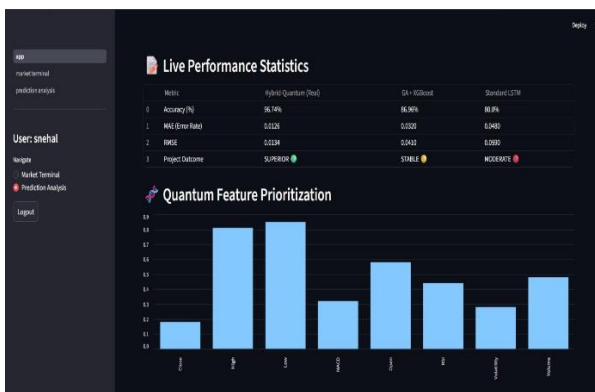 Deploy
app
market terminal
prediction analysis
User: snehal
Navigate
Market Terminal
Prediction Analysis
Logout
Live Performance Statistics
Metric Hybrid-Quantum (Real) GA + XGBoost Standard LSTM
0 Accuracy (%) 96.74% 86.96% 80.0%
1 MAE (Error Rate) 0.0126 0.0320 0.0480
2 RMSE 0.0134 0.0410 0.0590
3 Project Outcome SUPERIOR STABLE MODERATE
Quantum Feature Prioritization
0.9
0.8
0.7
0.6
0.5
0.4
0.3
0.2
0.1
0.0
Close High Low MACD Open RSI Volatility Volume